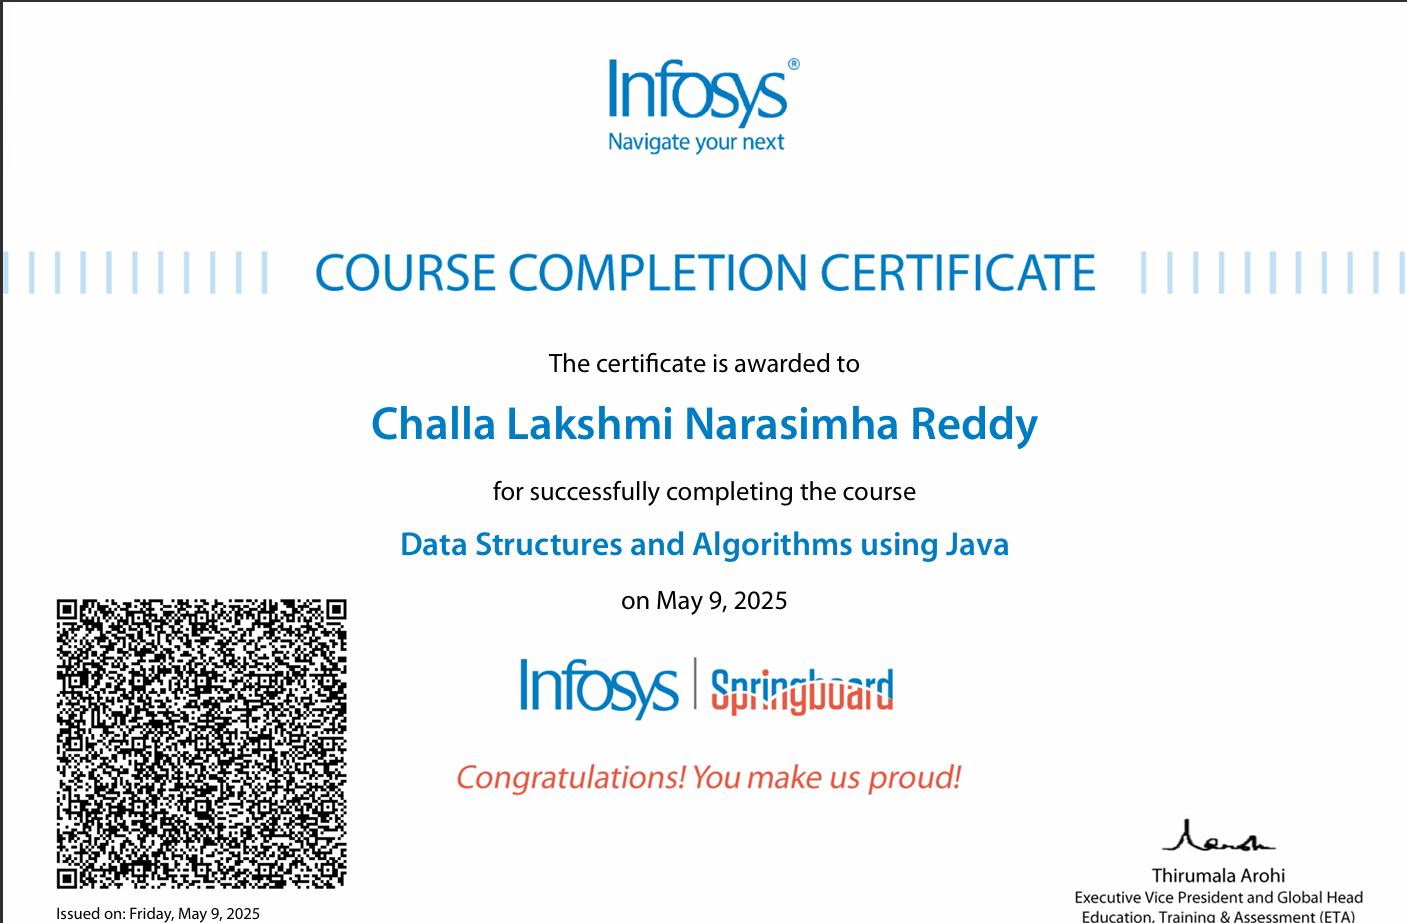 Infosys®
Navigate your next
COURSE COMPLETION CERTIFICATE
The certificate is awarded to
Challa Lakshmi Narasimha Reddy
for successfully completing the course
Data Structures and Algorithms using Java
on May 9, 2025
Infosys | Springboard
Congratulations! You make us proud!
Issued on: Friday, May 9, 2025
Thirumala Arohi
Executive Vice President and Global Head
Education, Training & Assessment (ETA)